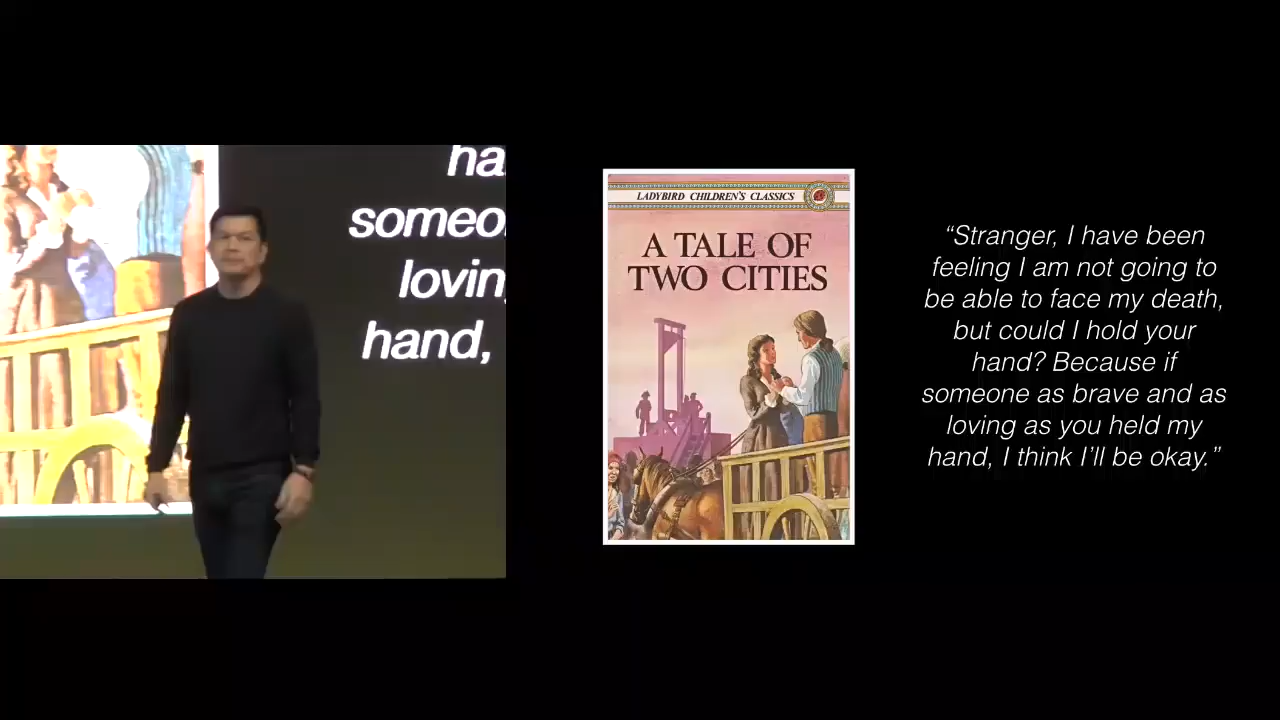 ha
someo
lovin
hand,
LADYBIRD CHILDREN'S CLASSICS
A TALE OF
TWO CITIES
“Stranger, I have been
feeling I am not going to
be able to face my death,
but could I hold your
hand? Because if
someone as brave and as
loving as you held my
hand, I think I’ll be okay.”